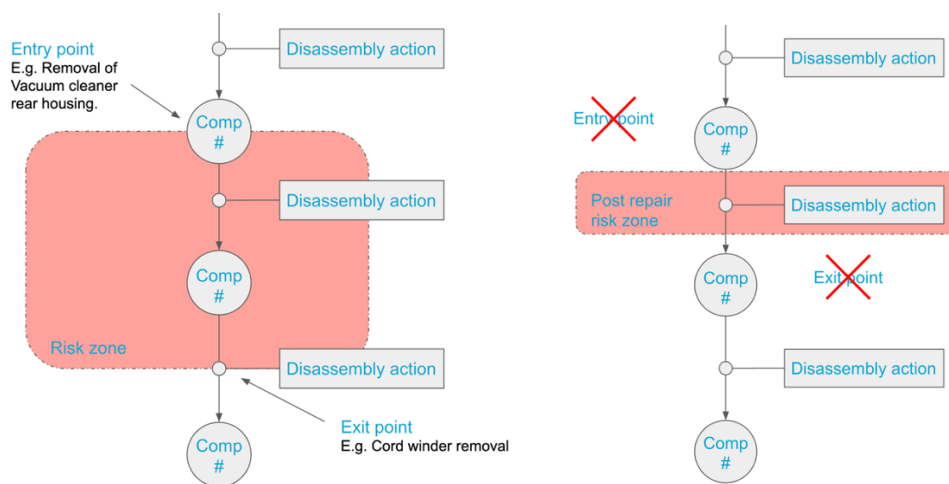 Disassembly action
Entry point
E.g. Removal of
Vacuum cleaner
rear housing.
Comp
#
Disassembly action
Comp
#
Risk zone
Disassembly action
Exit point
E.g. Cord winder removal
Comp
#
Disassembly action
Entry point
Comp
#
Post repair
risk zone
Disassembly action
Comp
#
Exit point
Disassembly action
Comp
#